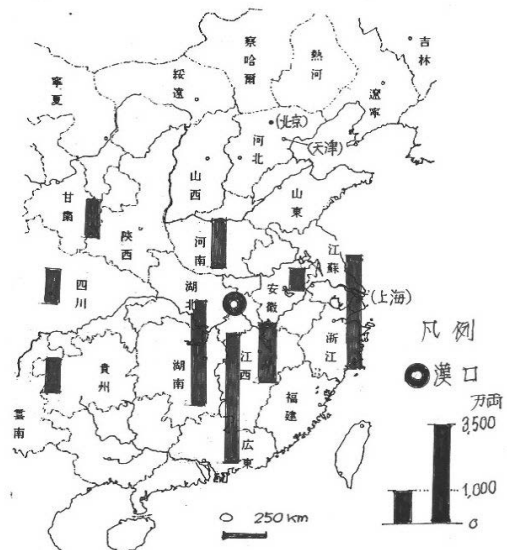 察哈爾
熱河
吉林
綏遠
遼寧
寧夏
(北京)
河北
(天津)
山西
山東
甘粛
陝西
河南
江蘇
四川
湖北
安徽
(上海)
浙江
凡例
漢口
貴州
湖南
江西
福建
雲南
広東
万両
3,500
1,000
0
250km